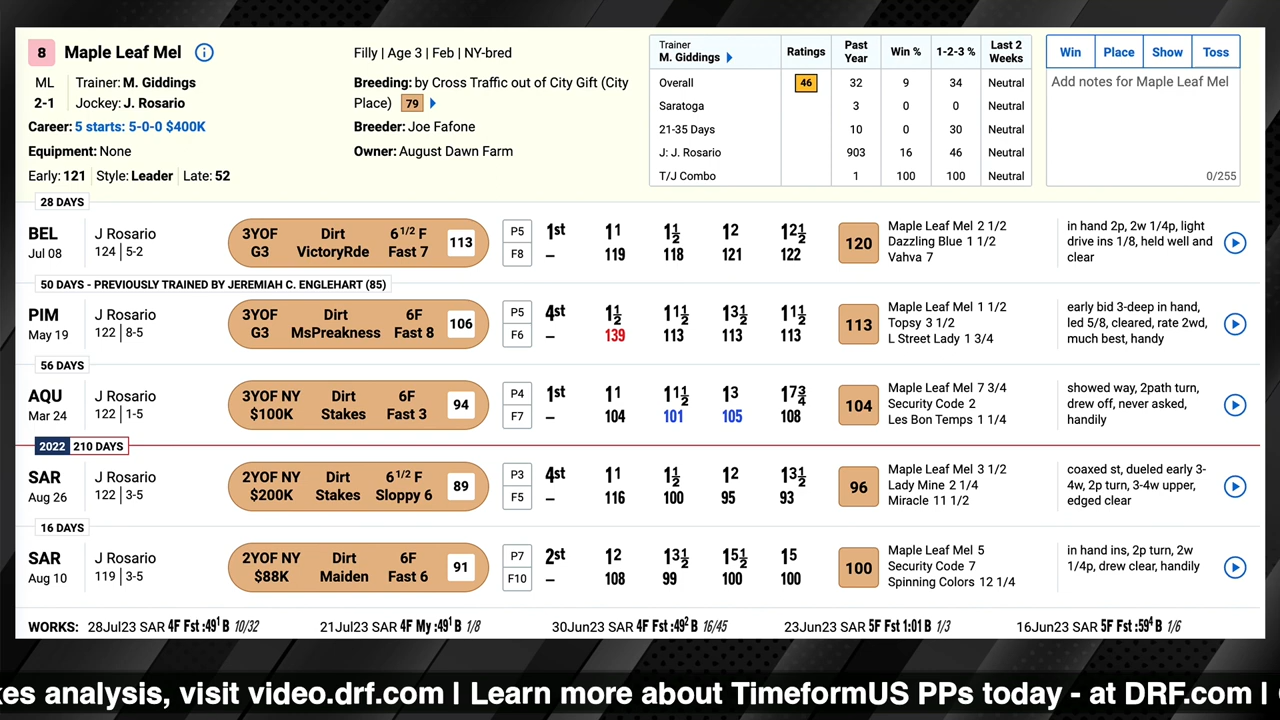 8 Maple Leaf Mel
ML
2-1
Trainer: M. Giddings
Jockey: J. Rosario
Career: 5 starts: 5-0-0 $400K
Equipment: None
Early: 121 Style: Leader Late: 52
Filly | Age 3 | Feb | NY-bred
Breeding: by Cross Traffic out of City Gift (City
Place) 79
Breeder: Joe Fafone
Owner: August Dawn Farm
Trainer
M. Giddings Ratings Past Year Win % 1-2-3 % Last 2 Weeks
Overall 46 32 9 34 Neutral
Saratoga 3 0 0 Neutral
21-35 Days 10 0 30 Neutral
J: J. Rosario 903 16 46 Neutral
T/J Combo 1 100 100 Neutral
Win Place Show Toss
Add notes for Maple Leaf Mel
0/255
28 DAYS
BEL J Rosario 3YOF Dirt 6 1/2 F 113 P5 1st 1 1 1 1/2 1 2 1 2 1/2 120 Maple Leaf Mel 2 1/2 in hand 2p, 2w 1/4p, light
Jul 08 124 | 5-2 G3 VictoryRde Fast 7 F8 – 119 118 121 122 Dazzling Blue 1 1/2 drive ins 1/8, held well and
Vahva 7 clear
50 DAYS - PREVIOUSLY TRAINED BY JEREMIAH C. ENGLEHART (85)
PIM J Rosario 3YOF Dirt 6F 106 P5 4st 1 1/2 1 1 1/2 1 3 1/2 1 1 1/2 113 Maple Leaf Mel 1 1/2 early bid 3-deep in hand,
May 19 122 | 8-5 G3 MsPreakness Fast 8 F6 – 139 113 113 113 Topsy 3 1/2 led 5/8, cleared, rate 2wd,
L Street Lady 1 3/4 much best, handy
56 DAYS
AQU J Rosario 3YOF NY Dirt 6F 94 P4 1st 1 1 1 1 1/2 1 3 1 7 3/4 104 Maple Leaf Mel 7 3/4 showed way, 2path turn,
Mar 24 122 | 1-5 $100K Stakes Fast 3 F7 – 104 101 105 108 Security Code 2 drew off, never asked,
Les Bon Temps 1 1/4 handily
2022 210 DAYS
SAR J Rosario 2YOF NY Dirt 6 1/2 F 89 P3 4st 1 1 1 1/2 1 2 1 3 1/2 96 Maple Leaf Mel 3 1/2 coaxed st, dueled early 3-
Aug 26 122 | 3-5 $200K Stakes Sloppy 6 F5 – 116 100 95 93 Lady Mine 2 1/4 4w, 2p turn, 3-4w upper,
Miracle 11 1/2 edged clear
16 DAYS
SAR J Rosario 2YOF NY Dirt 6F 91 P7 2st 1 2 1 3 1/2 1 5 1/2 1 5 100 Maple Leaf Mel 5 in hand ins, 2p turn, 2w
Aug 10 119 | 3-5 $88K Maiden Fast 6 F10 – 108 99 100 100 Security Code 7 1/4p, drew clear, handily
Spinning Colors 12 1/4
WORKS: 28Jul23 SAR 4F Fst :49¹ B 10/32 21Jul23 SAR 4F My :49¹ B 1/8 30Jun23 SAR 4F Fst :49² B 16/45 23Jun23 SAR 5F Fst 1:01 B 1/3 16Jun23 SAR 5F Fst :59⁴ B 1/6
kes analysis, visit video.drf.com | Learn more about TimeformUS PPs today - at DRF.com |